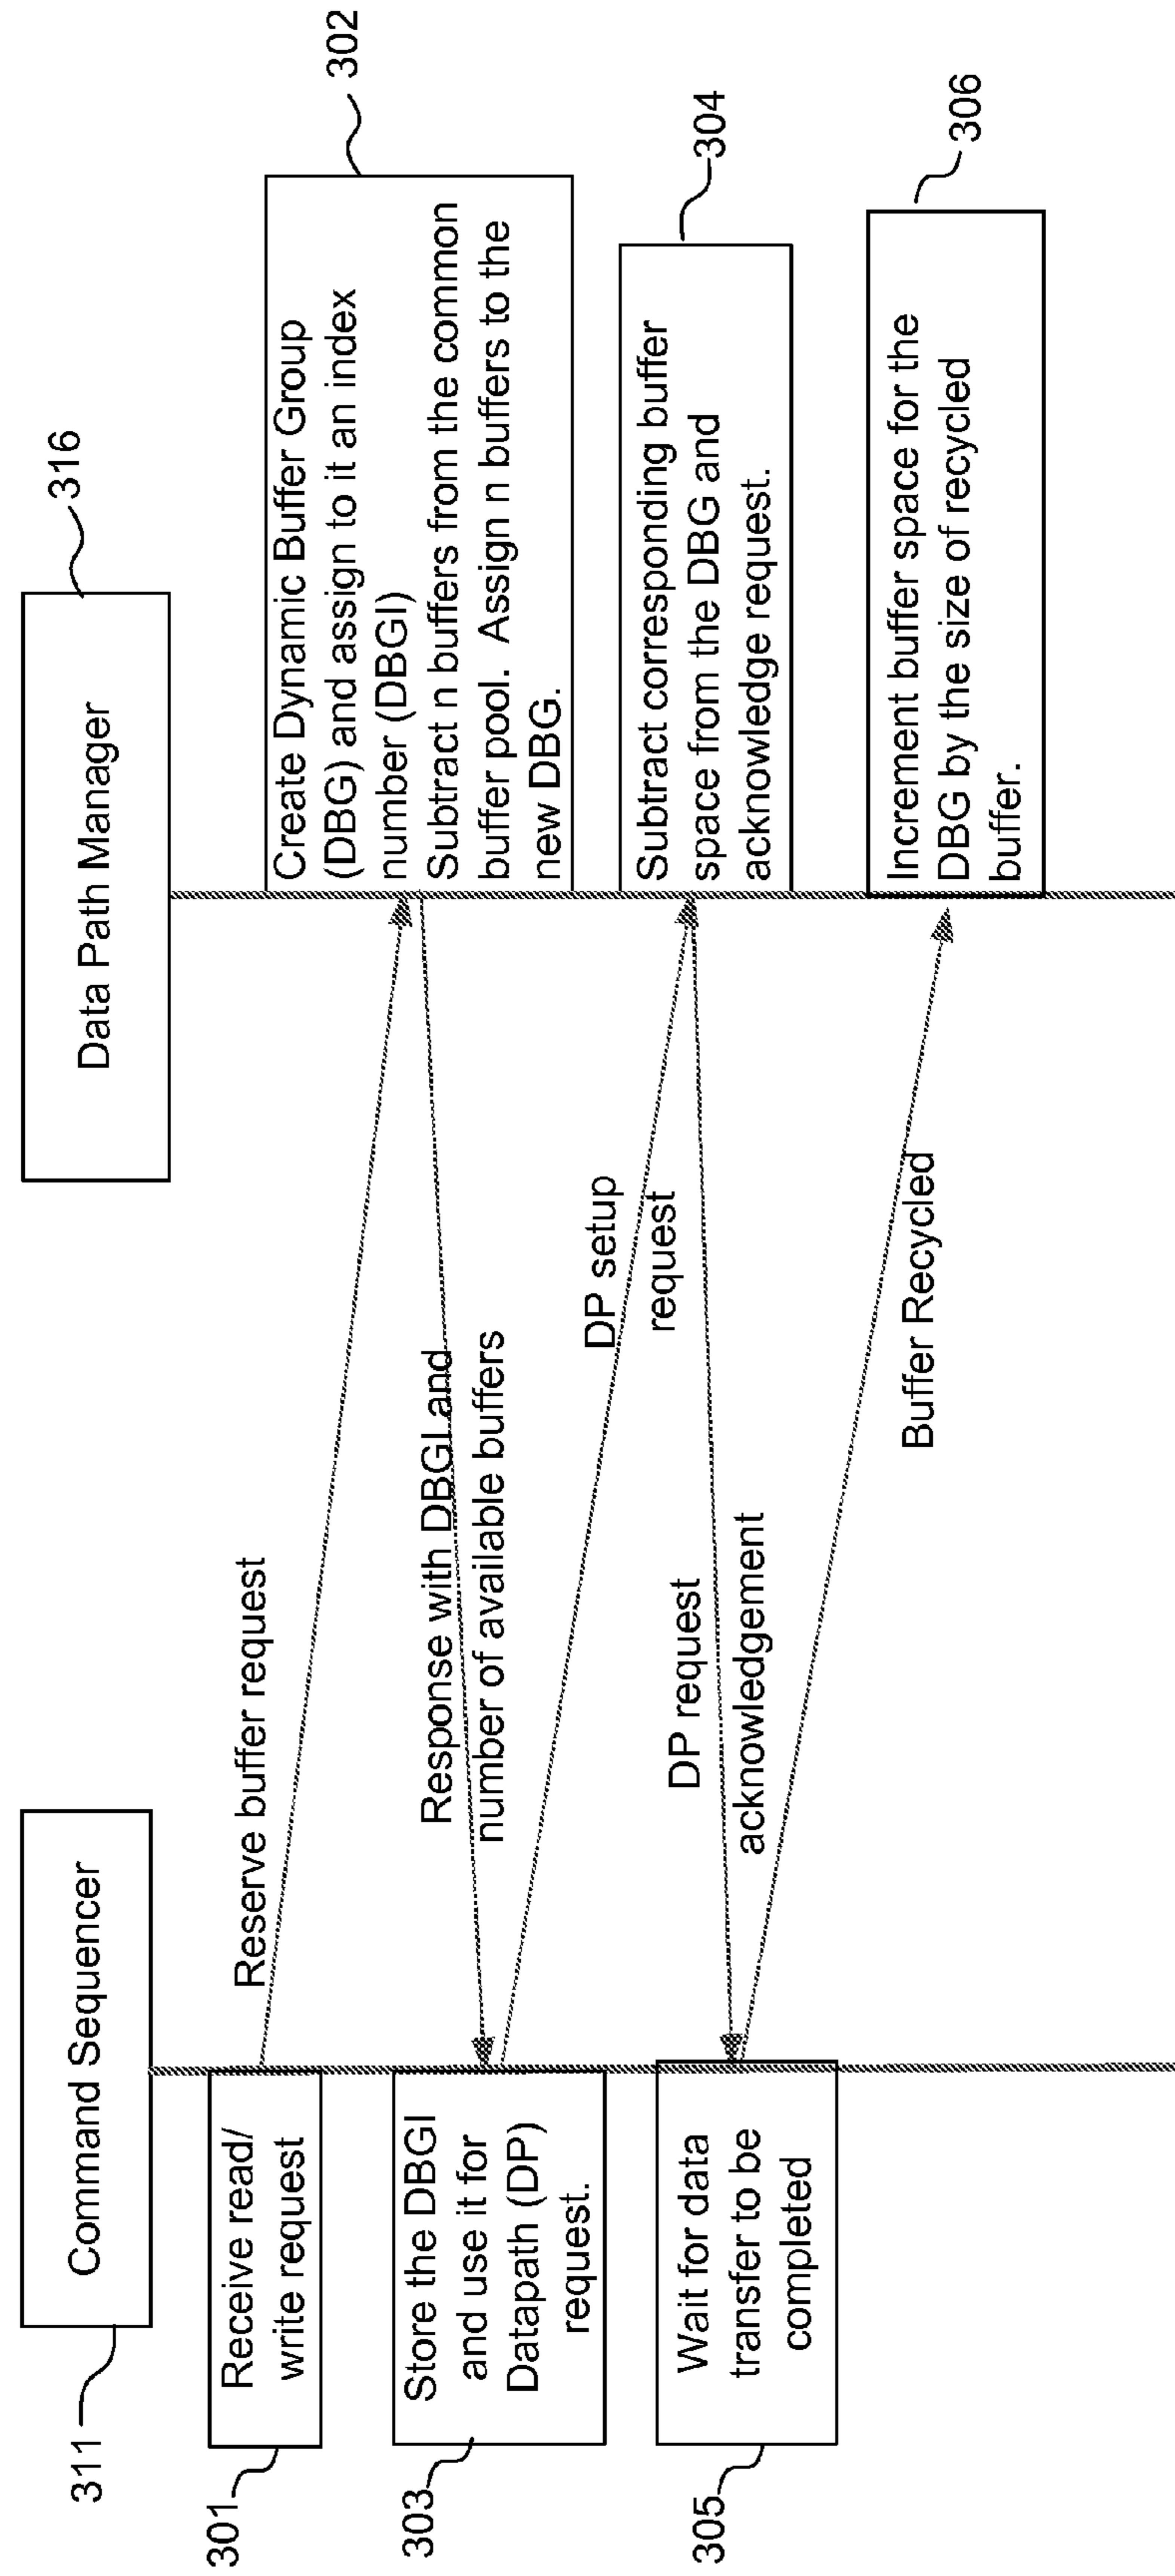 Command Sequencer
311
Data Path Manager
316
301
Receive read/
write request
Reserve buffer request
Create Dynamic Buffer Group
(DBG) and assign to it an index
number (DBGI)
Subtract n buffers from the common
buffer pool. Assign n buffers to the
new DBG.
302
Response with DBGI and
number of available buffers
303
Store the DBGI
and use it for
Datapath (DP)
request.
DP setup
request
Subtract corresponding buffer
space from the DBG and
acknowledge request.
304
DP request
acknowledgement
305
Wait for data
transfer to be
completed
Buffer Recycled
Increment buffer space for the
DBG by the size of recycled
buffer.
306